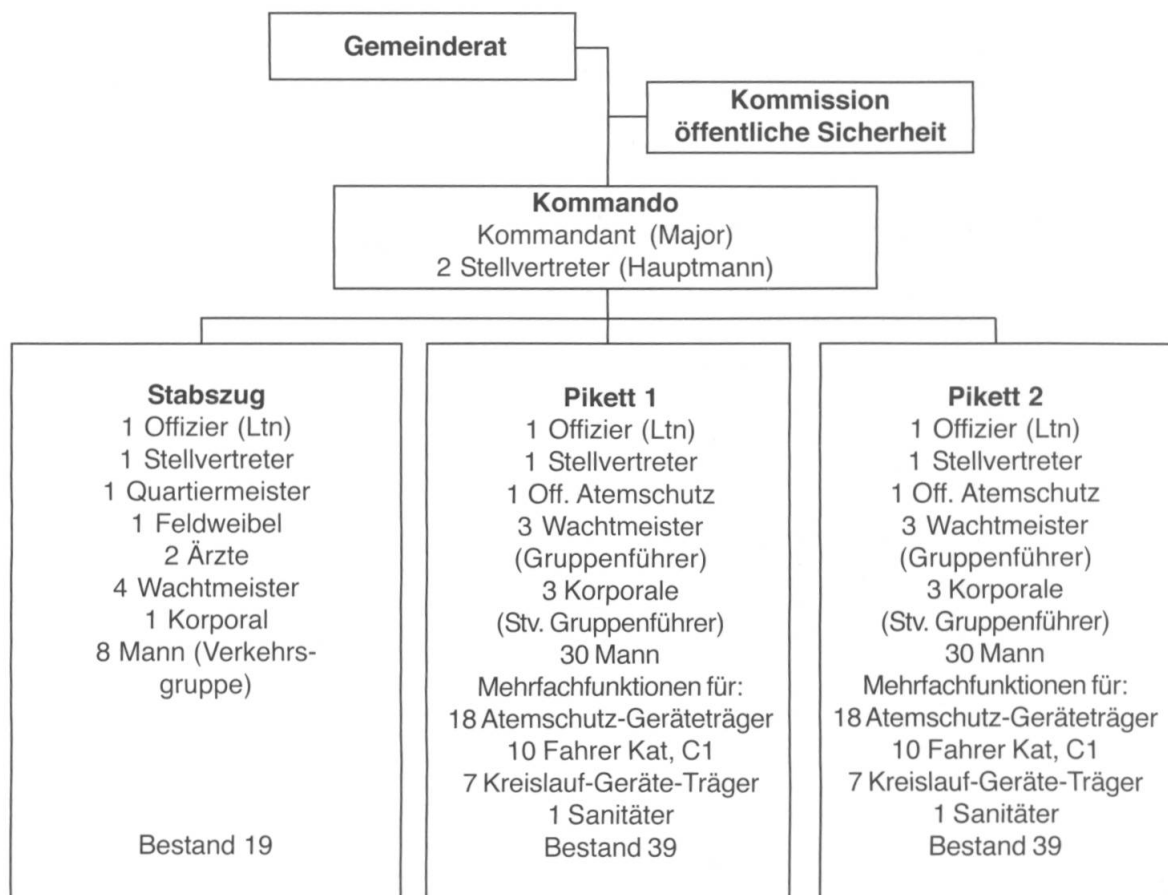 Gemeinderat
Kommission
öffentliche Sicherheit
Kommando
Kommandant (Major)
2 Stellvertreter (Hauptmann)
Stabszug
1 Offizier (Ltn)
1 Stellvertreter
1 Quartiermeister
1 Feldweibel
2 Ärzte
4 Wachtmeister
1 Korporal
8 Mann (Verkehrs-
gruppe)
Bestand 19
Pikett 1
1 Offizier (Ltn)
1 Stellvertreter
1 Off. Atemschutz
3 Wachtmeister
(Gruppenführer)
3 Korporale
(Stv. Gruppenführer)
30 Mann
Mehrfachfunktionen für:
18 Atemschutz-Geräteträger
10 Fahrer Kat, C1
7 Kreislauf-Geräte-Träger
1 Sanitäter
Bestand 39
Pikett 2
1 Offizier (Ltn)
1 Stellvertreter
1 Off. Atemschutz
3 Wachtmeister
(Gruppenführer)
3 Korporale
(Stv. Gruppenführer)
30 Mann
Mehrfachfunktionen für:
18 Atemschutz-Geräteträger
10 Fahrer Kat, C1
7 Kreislauf-Geräte-Träger
1 Sanitäter
Bestand 39